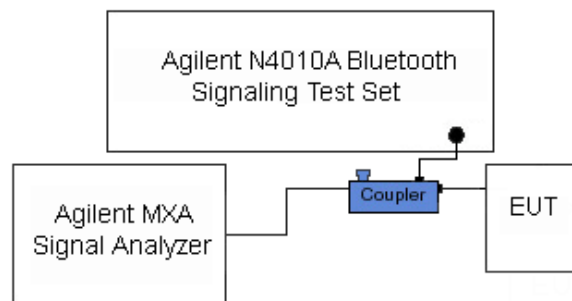 Agilent N4010A Bluetooth
Signaling Test Set
Agilent MXA
Signal Analyzer
Coupler
EUT